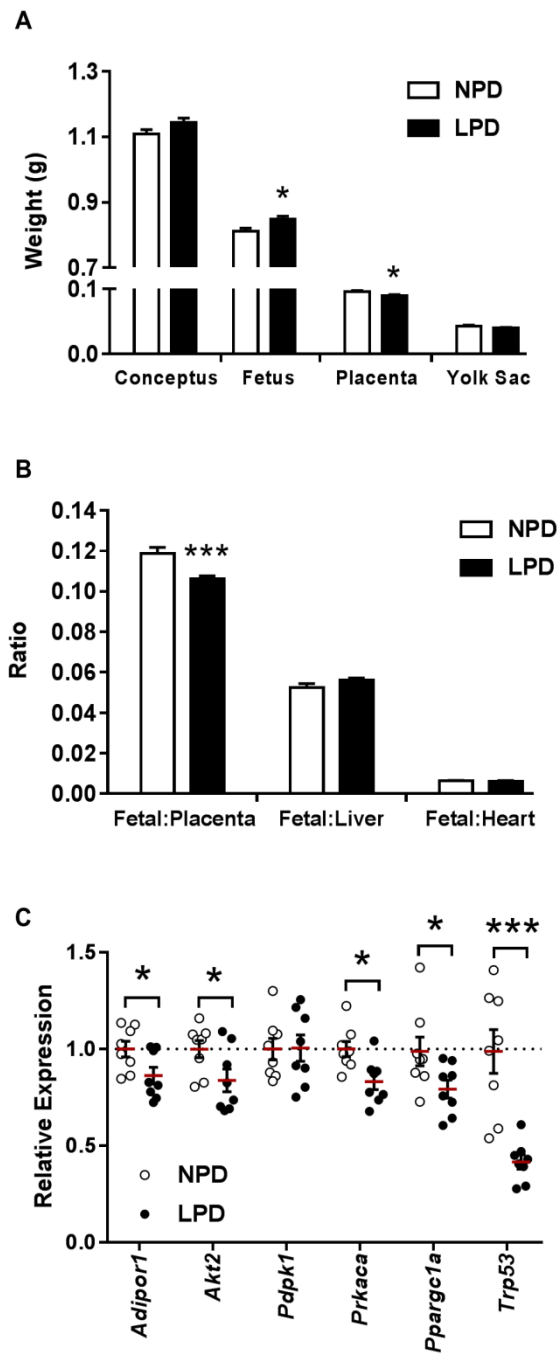 A
Weight (g)
1.3
1.1
0.9
0.7
0.1
0.0
NPD
LPD
*
*
Conceptus Fetus Placenta Yolk Sac
B
Ratio
0.14
0.12
0.10
0.08
0.06
0.04
0.02
0.00
***
NPD
LPD
Fetal:Placenta Fetal:Liver Fetal:Heart
C
Relative Expression
1.5
1.0
0.5
0.0
* * * * ***
NPD
LPD
Adipor1
Akt2
Pdpk1
Prkaca
Ppargc1a
Trp53